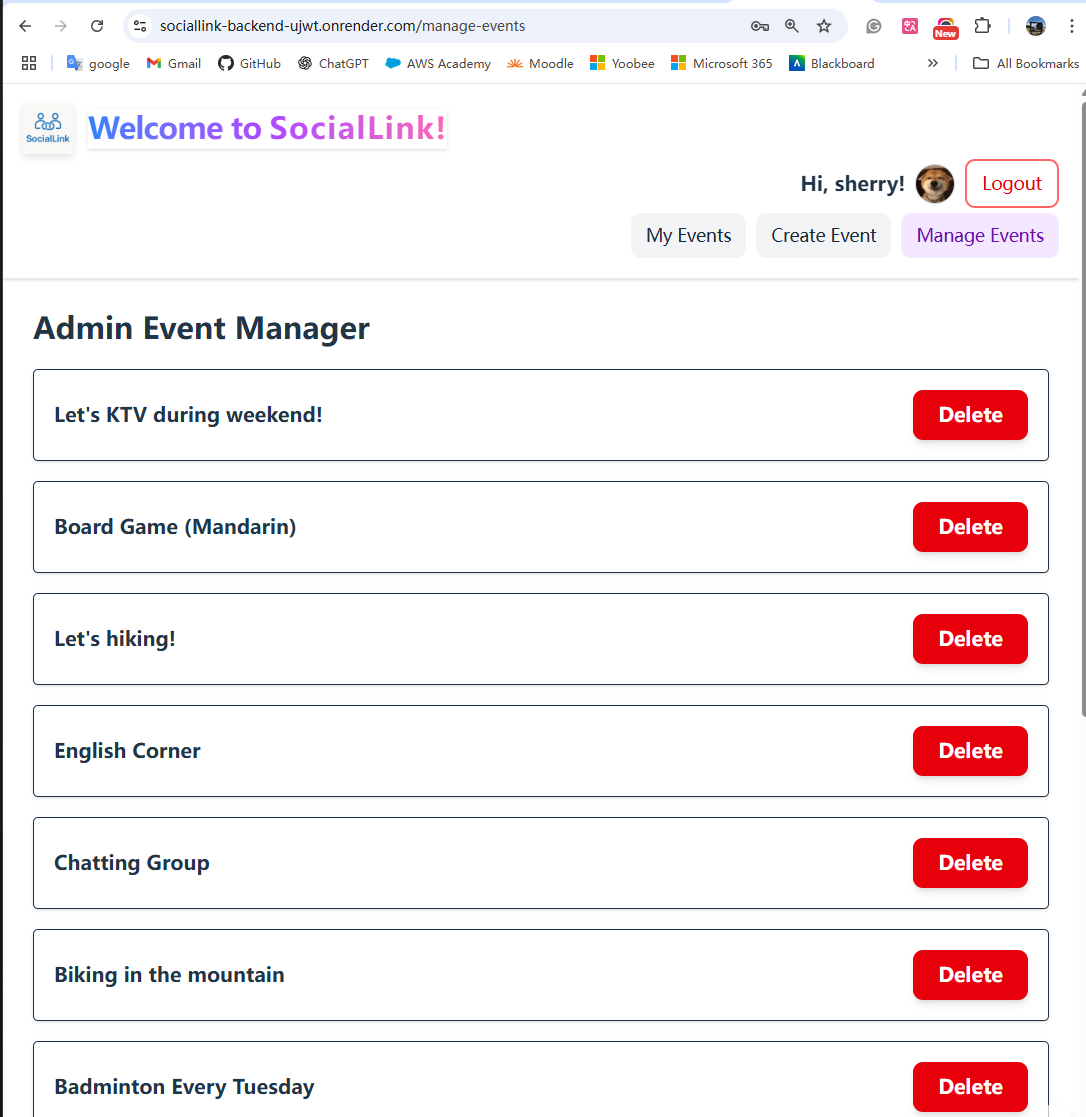 sociallink-backend-ujwt.onrender.com/manage-events
New
google Gmail GitHub ChatGPT AWS Academy Moodle Yoobee Microsoft 365 Blackboard » All Bookmarks
SocialLink
Welcome to SocialLink!
Hi, sherry! Logout
My Events Create Event Manage Events
Admin Event Manager
Let's KTV during weekend! Delete
Board Game (Mandarin) Delete
Let's hiking! Delete
English Corner Delete
Chatting Group Delete
Biking in the mountain Delete
Badminton Every Tuesday Delete